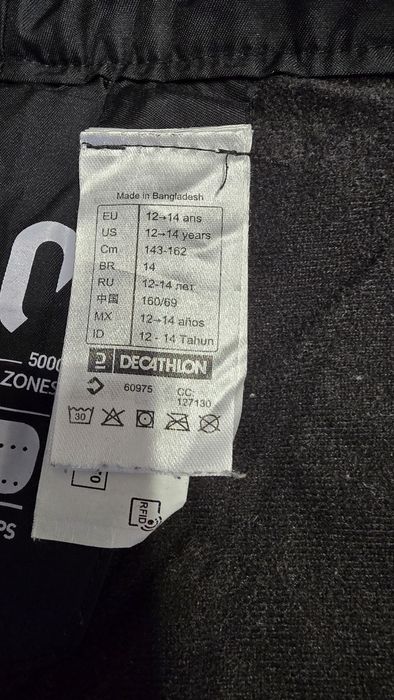 Made in Bangladesh
EU 12→14 ans
US 12→14 years
Cm 143-162
BR 14
RU 12-14 лет
中国 160/69
MX 12→14 años
ID 12 - 14 Tahun
DECATHLON
60975 CC:
127130
30
500
ZONES
PS
RFID